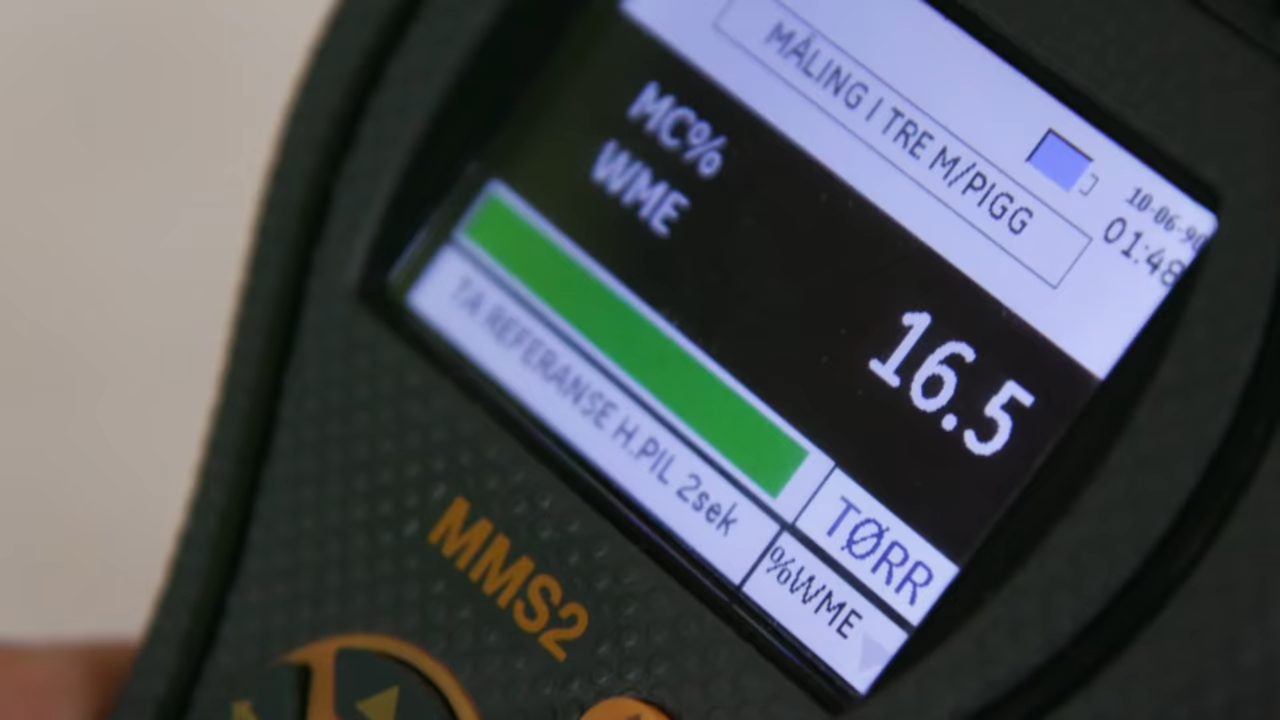 MÅLING I TRE M/PIGG
10-06-90
01:48
MC%
WME
16.5
TØRR
TA REFERANSE H.PIL 2sek
%WME
MMS2